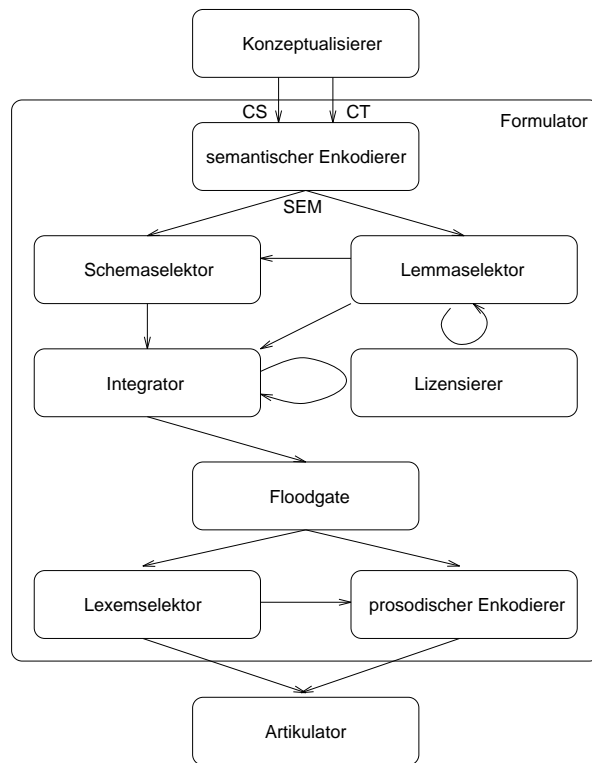 Konzeptualisierer
CS
CT
Formulator
semantischer Enkodierer
SEM
Schemaselektor
Lemmaselektor
Integrator
Lizensierer
Floodgate
Lexemselektor
prosodischer Enkodierer
Artikulator